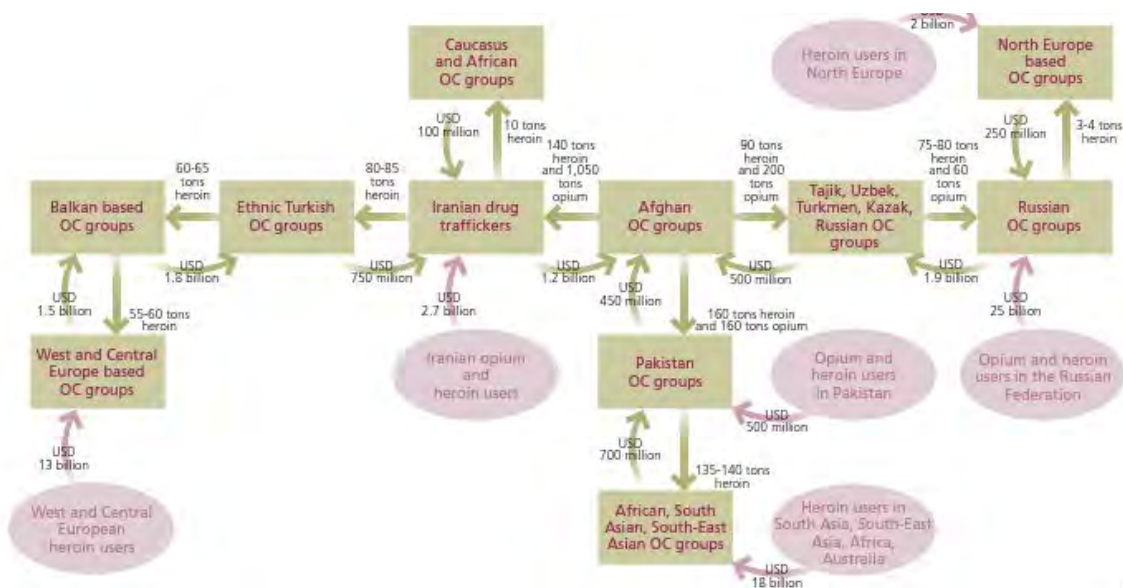 USD
2 billion
Caucasus
and African
OC groups
Heroin users in
North Europe
North Europe
based
OC groups
USD
100 million
10 tons
heroin
USD
250 million
3-4 tons
heroin
60-65
tons
heroin
80-85
tons
heroin
140 tons
heroin
and 1,050
tons
opium
90 tons
heroin
and 200
tons
opium
75-80 tons
heroin
and 60
tons
opium
Balkan based
OC groups
Ethnic Turkish
OC groups
Iranian drug
traffickers
Afghan
OC groups
Tajik, Uzbek,
Turkmen, Kazak,
Russian OC
groups
Russian
OC groups
USD
1.8 billion
USD
750 million
USD
1.2 billion
USD
500 million
USD
1.9 billion
USD
1.5 billion
55-60 tons
heroin
USD
2.7 billion
USD
450 million
160 tons heroin
and 160 tons opium
USD
25 billion
West and Central
Europe based
OC groups
Iranian opium
and
heroin users
Pakistan
OC groups
Opium and
heroin users
in Pakistan
Opium and heroin
users in the Russian
Federation
USD
500 million
USD
13 billion
USD
700 million
135-140 tons
heroin
West and Central
European
heroin users
African, South
Asian, South-East
Asian OC groups
Heroin users in
South Asia, South-East
Asia, Africa,
Australia
USD
18 billion